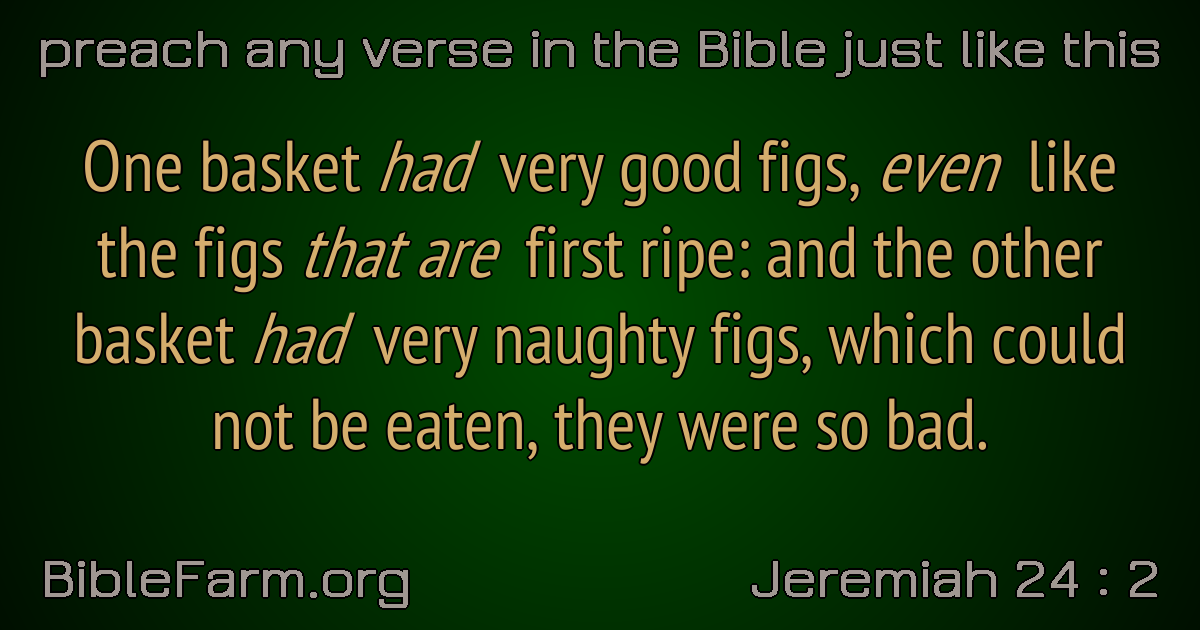 preach any verse in the Bible just like this
One basket had very good figs, even like
the figs that are first ripe: and the other
basket had very naughty figs, which could
not be eaten, they were so bad.
BibleFarm.org
Jeremiah 24 : 2